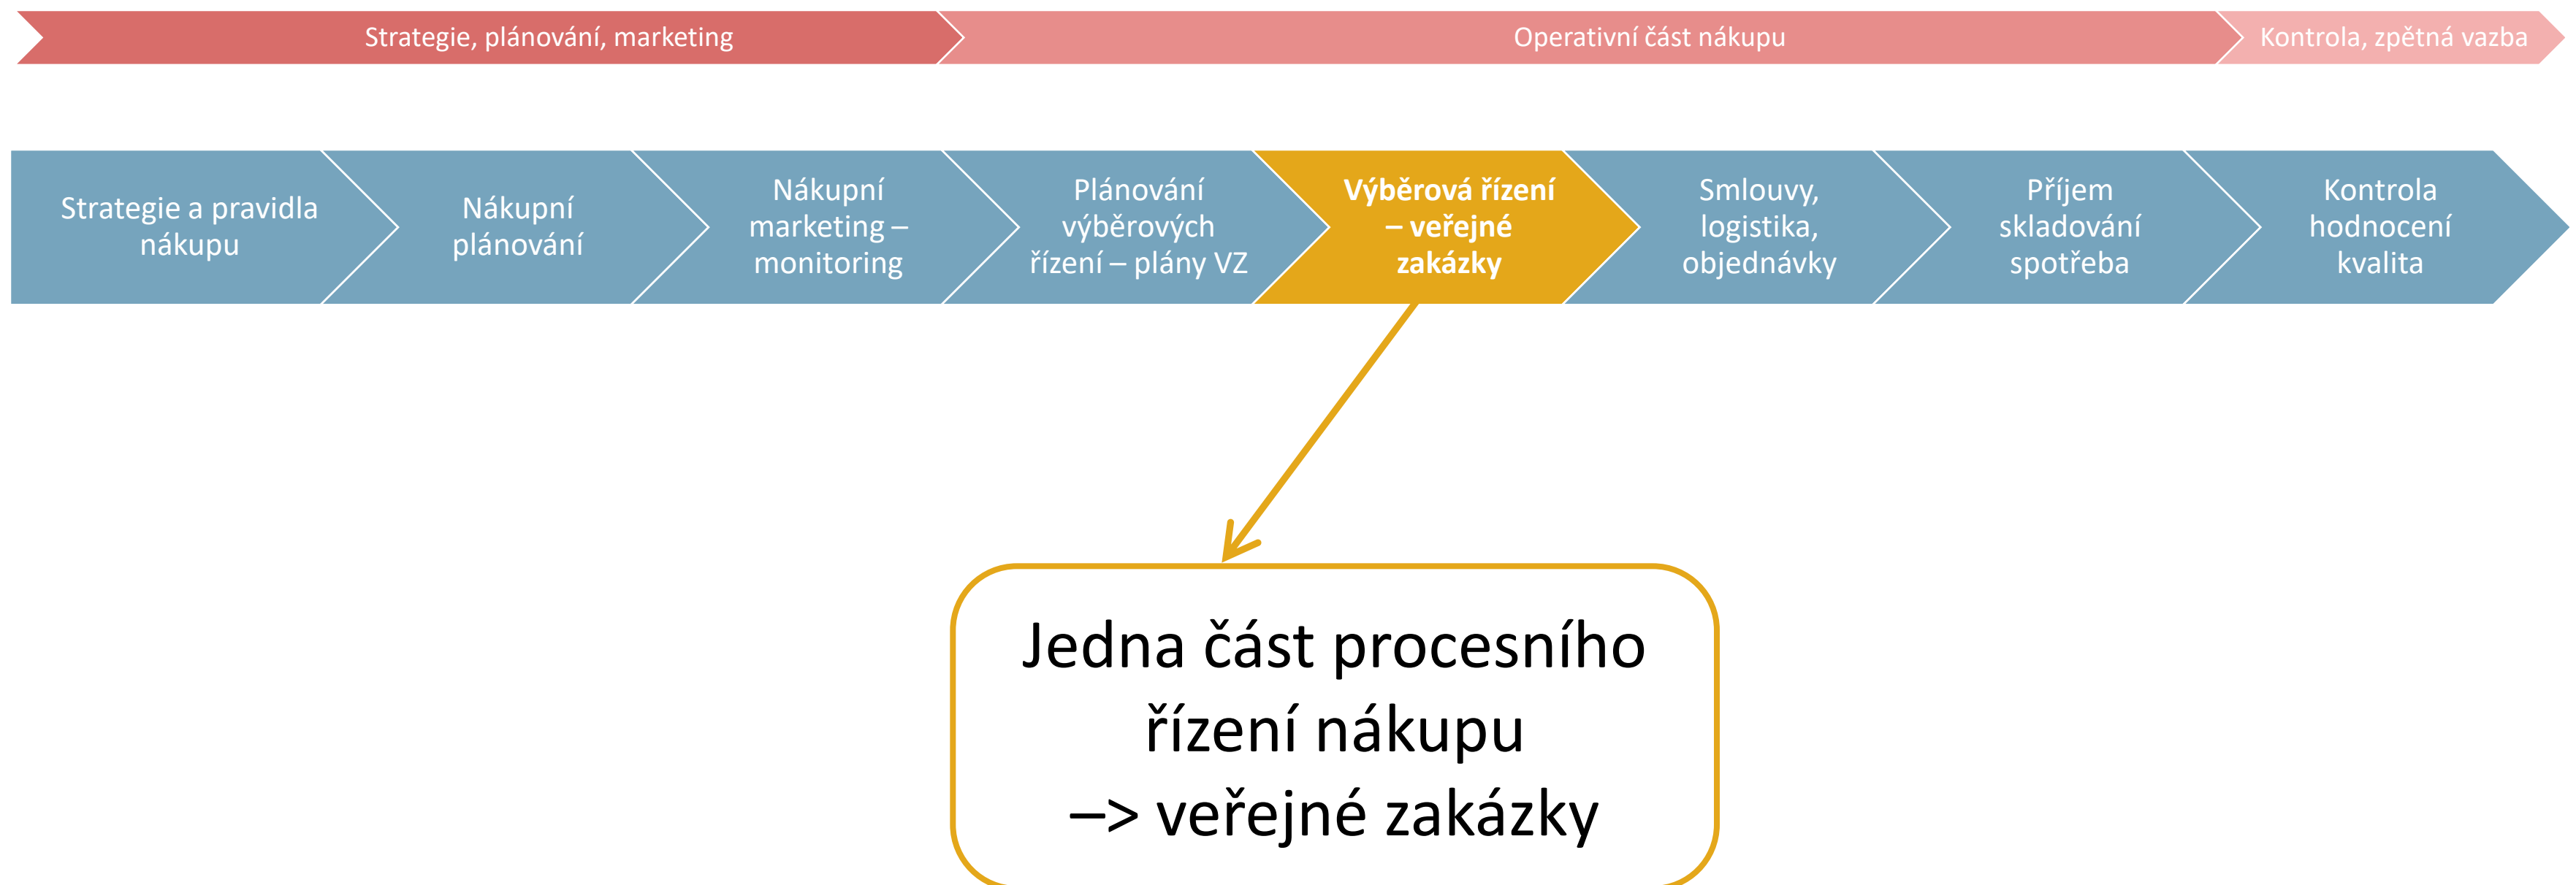 Strategie, plánování, marketing
Operativní část nákupu
Kontrola, zpětná vazba
Strategie a pravidla
nákupu
Nákupní
plánování
Nákupní
marketing –
monitoring
Plánování
výběrových
řízení – plány VZ
Výběrová řízení
– veřejné
zakázky
Smlouvy,
logistika,
objednávky
Příjem
skladování
spotřeba
Kontrola
hodnocení
kvalita
Jedna část procesního
řízení nákupu
–> veřejné zakázky